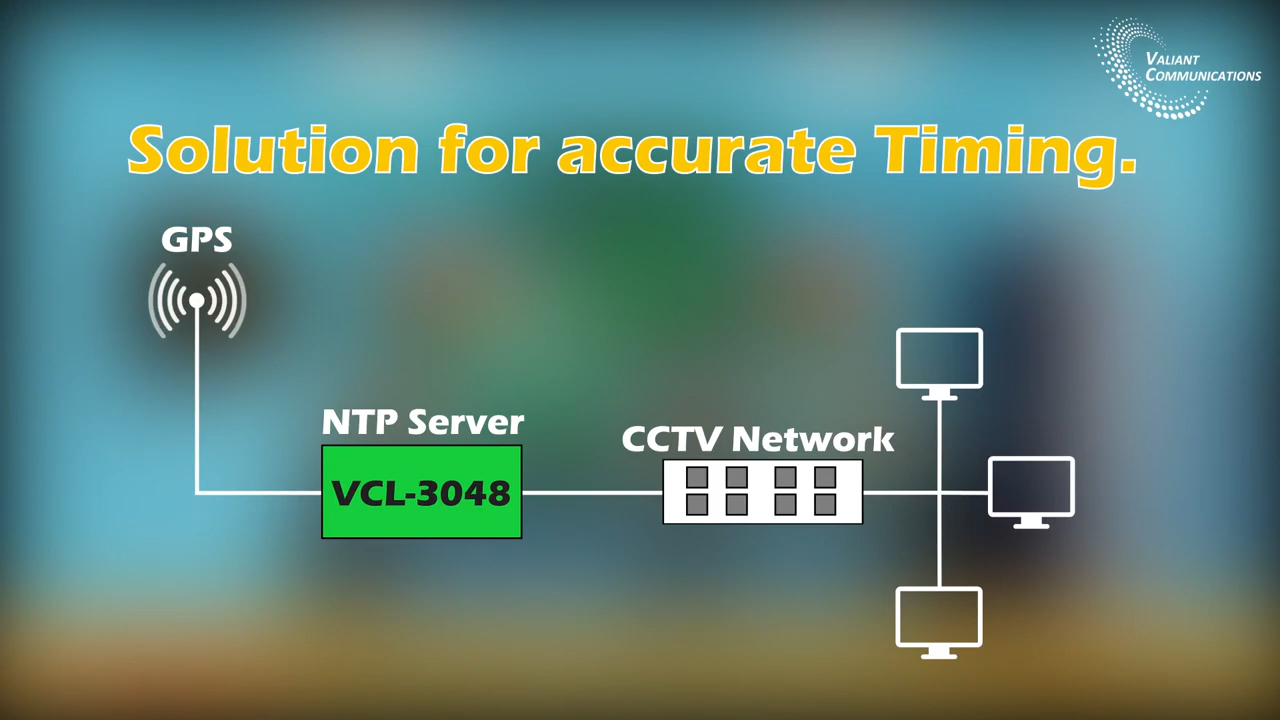 VALIANT
COMMUNICATIONS
Solution for accurate Timing.
GPS
NTP Server
CCTV Network
VCL-3048